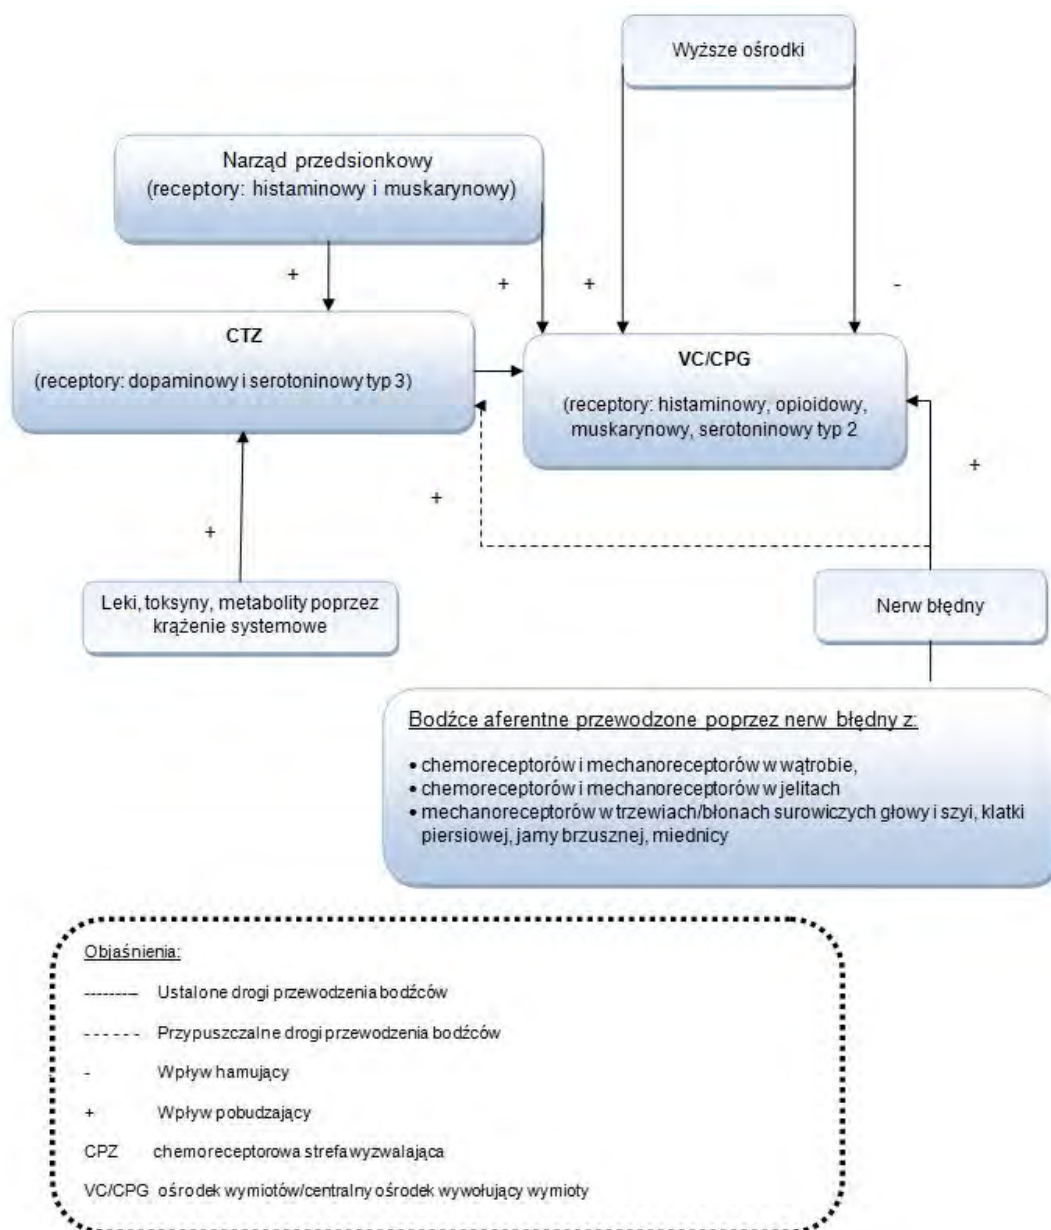 Wyższe ośrodki
Narząd przedsionkowy
(receptory: histaminowy i muskarynowy)
+
+
+
-
CTZ
(receptory: dopaminowy i serotoninowy typ 3)
VC/CPG
(receptory: histaminowy, opioidowy,
muskarynowy, serotoninowy typ 2
+
+
+
Leki, toksyny, metabolity poprzez
krążenie systemowe
Nerw błędny
Bodźce aferentne przewodzone poprzez nerw błędny z:
• chemoreceptorów i mechanoreceptorów w wątrobie,
• chemoreceptorów i mechanoreceptorów w jelitach
• mechanoreceptorów w trzewiach/błonach surowiczych głowy i szyi, klatki
piersiowej, jamy brzusznej, miednicy
Objaśnienia:
--------- Ustalone drogi przewodzenia bodźców
- - - - - - Przypuszczalne drogi przewodzenia bodźców
- Wpływ hamujący
+ Wpływ pobudzający
CPZ chemoreceptorowa strefa wyzwalająca
VC/CPG ośrodek wymiotów/centralny ośrodek wywołujący wymioty